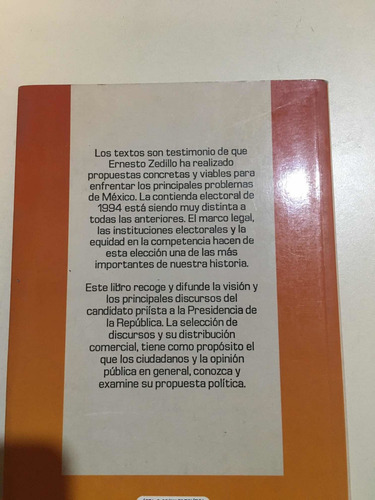 Los textos son testimonio de que
Ernesto Zedillo ha realizado
propuestas concretas y viables para
enfrentar los principales problemas
de México. La contienda electoral de
1994 está siendo muy distinta a
todas las anteriores. El marco legal,
las instituciones electorales y la
equidad en la competencia hacen de
esta elección una de las más
importantes de nuestra historia.
Este libro recoge y difunde la visión y
los principales discursos del
candidato priísta a la Presidencia de
la República. La selección de
discursos y su distribución
comercial, tiene como propósito el
que los ciudadanos y la opinión
pública en general, conozca y
examine su propuesta política.